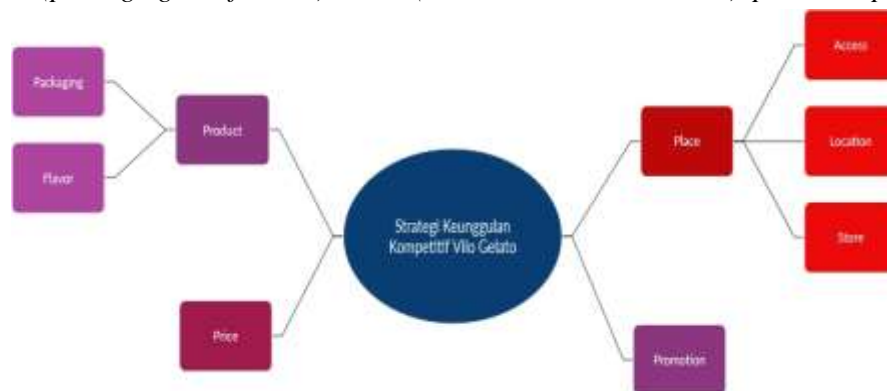 Packaging
Flavor
Product
Price
Strategi Keunggulan
Kompetitif Vilo Gelato
Place
Promotion
Access
Location
Store